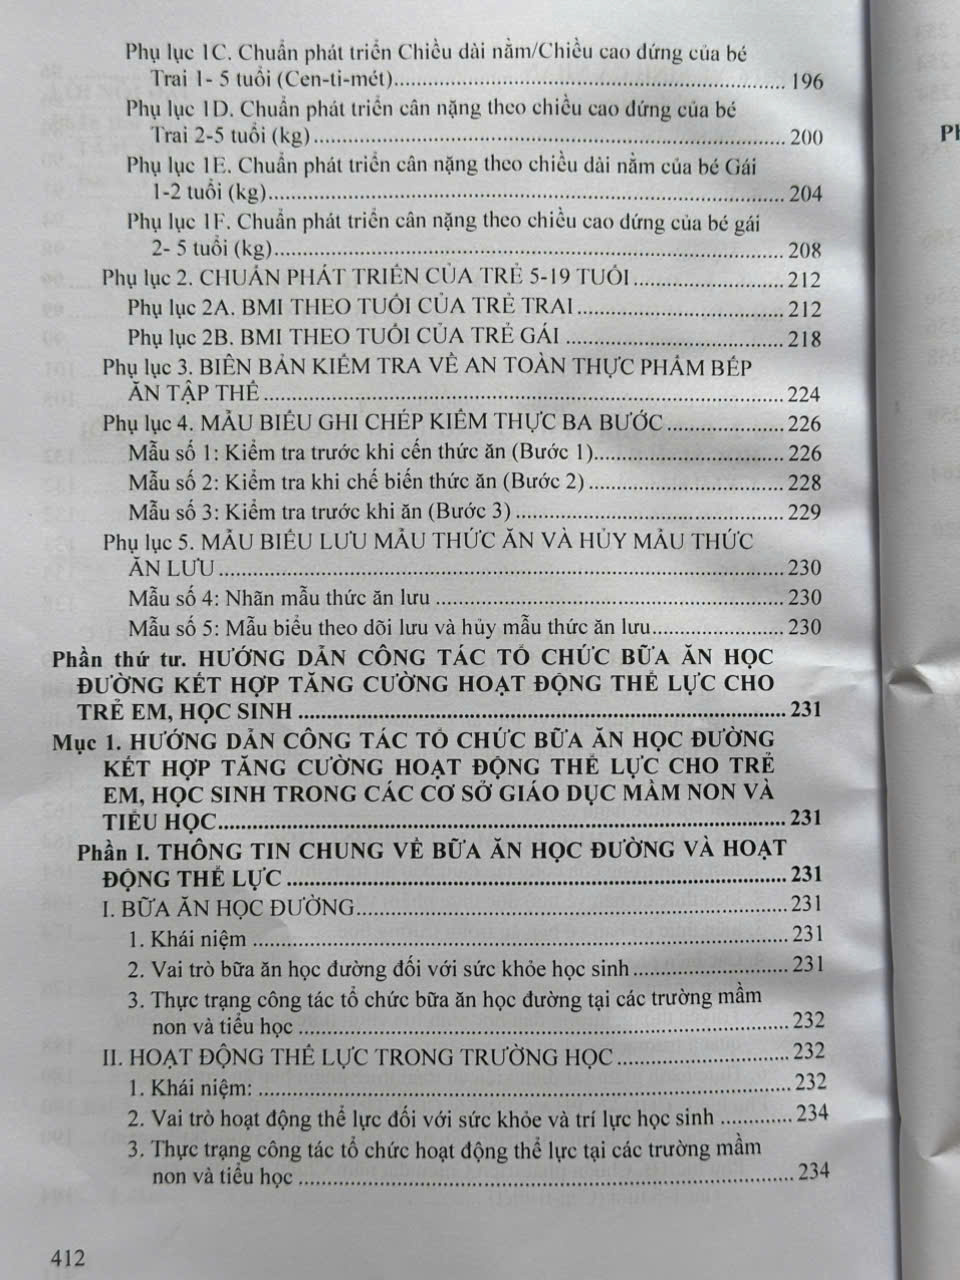 Phụ lục 1C. Chuẩn phát triển Chiều dài nằm/Chiều cao đứng của bé
Trai 1- 5 tuổi (Cen-ti-mét)..........196
Phụ lục 1D. Chuẩn phát triển cân nặng theo chiều cao đứng của bé
Trai 2-5 tuổi (kg)..........200
Phụ lục 1E. Chuẩn phát triển cân nặng theo chiều dài nằm của bé Gái
1-2 tuổi (kg)..........204
Phụ lục 1F. Chuẩn phát triển cân nặng theo chiều cao đứng của bé gái
2- 5 tuổi (kg)..........208
Phụ lục 2. CHUẨN PHÁT TRIỂN CỦA TRẺ 5-19 TUỔI..........212
Phụ lục 2A. BMI THEO TUỔI CỦA TRẺ TRAI..........212
Phụ lục 2B. BMI THEO TUỔI CỦA TRẺ GÁI ..........218
Phụ lục 3. BIÊN BẢN KIỂM TRA VỀ AN TOÀN THỰC PHẨM BẾP
ĂN TẬP THỂ ..........224
Phụ lục 4. MẪU BIỂU GHI CHÉP KIỂM THỰC BA BƯỚC..........226
Mẫu số 1: Kiểm tra trước khi cến thức ăn (Bước 1)..........226
Mẫu số 2: Kiểm tra khi chế biến thức ăn (Bước 2) ..........228
Mẫu số 3: Kiểm tra trước khi ăn (Bước 3) ..........229
Phụ lục 5. MẪU BIỂU LƯU MẪU THỨC ĂN VÀ HỦY MẪU THỨC
ĂN LƯU ..........230
Mẫu số 4: Nhãn mẫu thức ăn lưu ..........230
Mẫu số 5: Mẫu biểu theo dõi lưu và hủy mẫu thức ăn lưu..........230
Phần thứ tư. HƯỚNG DẪN CÔNG TÁC TỔ CHỨC BỮA ĂN HỌC
ĐƯỜNG KẾT HỢP TĂNG CƯỜNG HOẠT ĐỘNG THỂ LỰC CHO
TRẺ EM, HỌC SINH ..........231
Mục 1. HƯỚNG DẪN CÔNG TÁC TỔ CHỨC BỮA ĂN HỌC ĐƯỜNG
KẾT HỢP TĂNG CƯỜNG HOẠT ĐỘNG THỂ LỰC CHO TRẺ
EM, HỌC SINH TRONG CÁC CƠ SỞ GIÁO DỤC MẦM NON VÀ
TIỂU HỌC..........231
Phần I. THÔNG TIN CHUNG VỀ BỮA ĂN HỌC ĐƯỜNG VÀ HOẠT
ĐỘNG THỂ LỰC ..........231
I. BỮA ĂN HỌC ĐƯỜNG..........231
1. Khái niệm ..........231
2. Vai trò bữa ăn học đường đối với sức khỏe học sinh ..........231
3. Thực trạng công tác tổ chức bữa ăn học đường tại các trường mầm
non và tiểu học ..........232
II. HOẠT ĐỘNG THỂ LỰC TRONG TRƯỜNG HỌC ..........232
1. Khái niệm: ..........232
2. Vai trò hoạt động thể lực đối với sức khỏe và trí lực học sinh ..........234
3. Thực trạng công tác tổ chức hoạt động thể lực tại các trường mầm
non và tiểu học ..........234
412